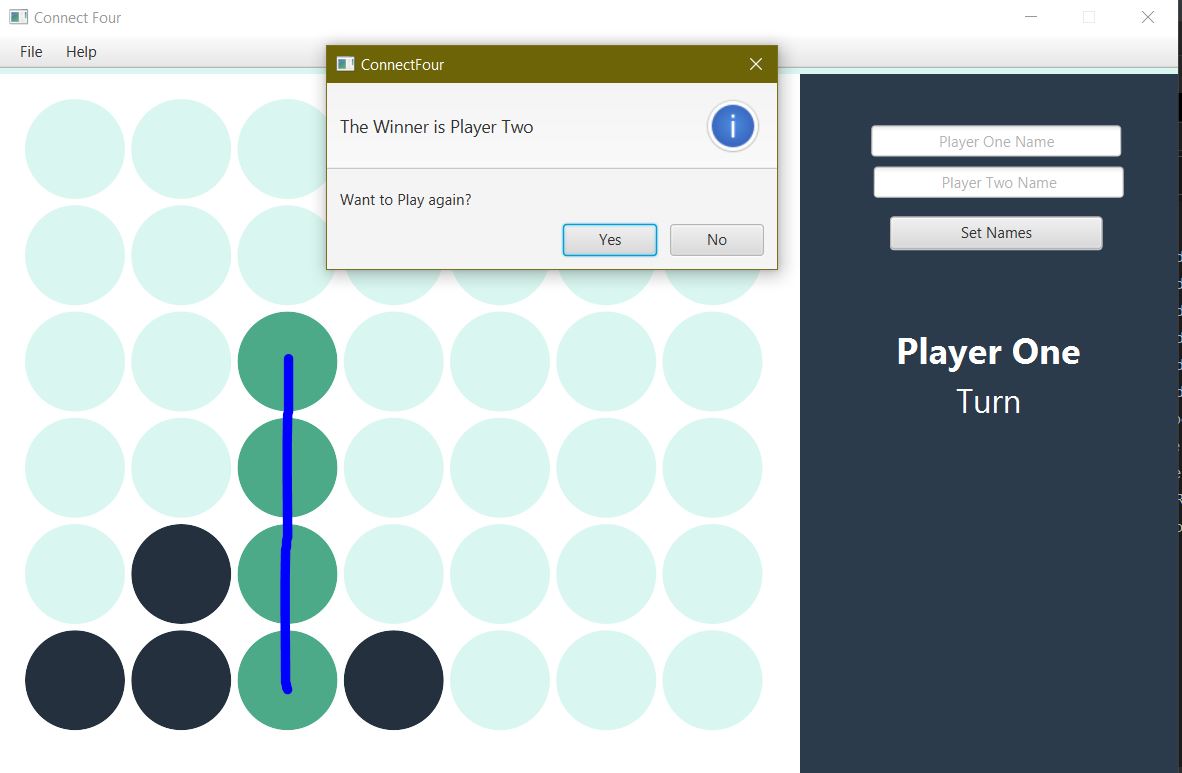 Connect Four
File Help
ConnectFour
The Winner is Player Two
i
Want to Play again?
Yes No
Player One Name
Player Two Name
Set Names
Player One
Turn